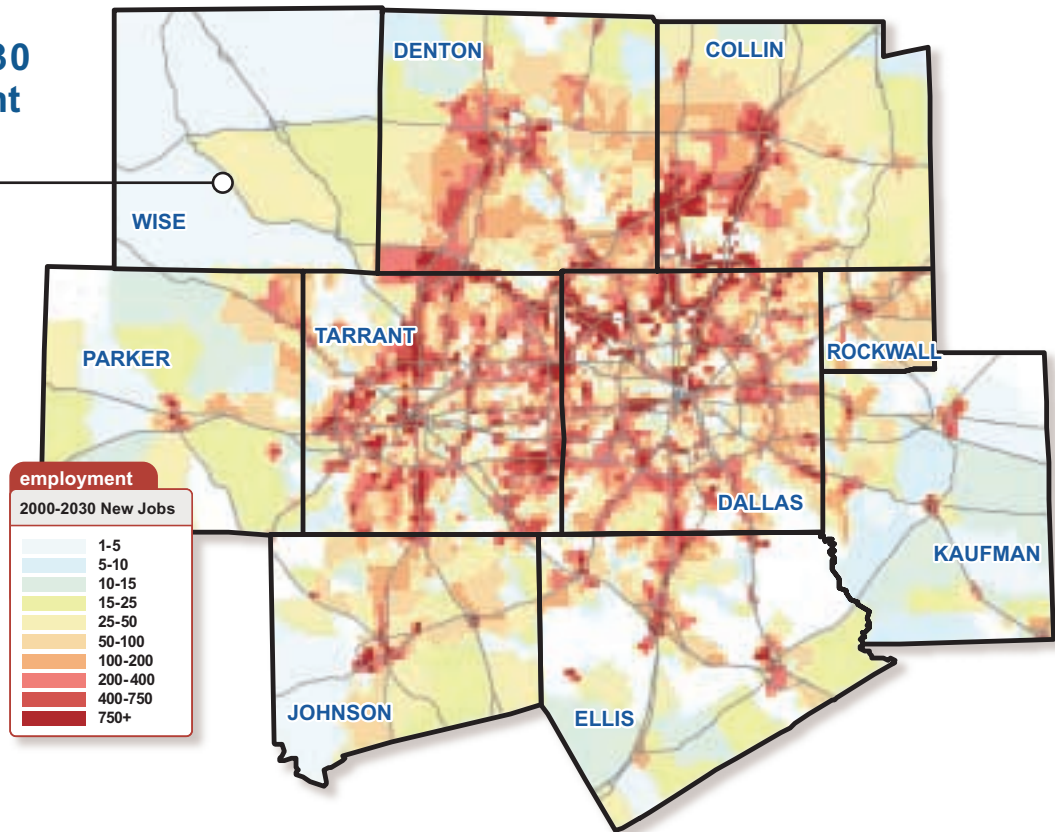 30
nt
DENTON
COLLIN
WISE
PARKER
TARRANT
ROCKWALL
DALLAS
KAUFMAN
JOHNSON
ELLIS
employment
2000-2030 New Jobs
1-5
5-10
10-15
15-25
25-50
50-100
100-200
200-400
400-750
750+